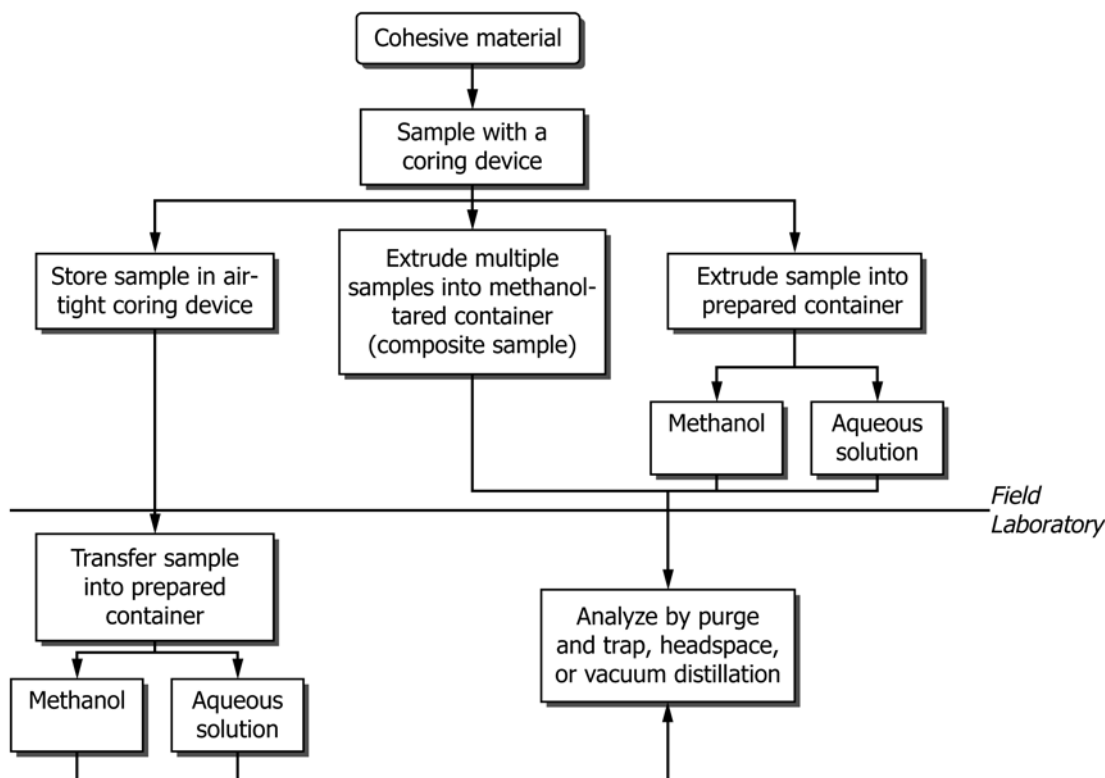 Cohesive material
Sample with a
coring device
Store sample in air-
tight coring device
Extrude multiple
samples into methanol-
tared container
(composite sample)
Extrude sample into
prepared container
Methanol
Aqueous
solution
Field
Laboratory
Transfer sample
into prepared
container
Analyze by purge
and trap, headspace,
or vacuum distillation
Methanol
Aqueous
solution